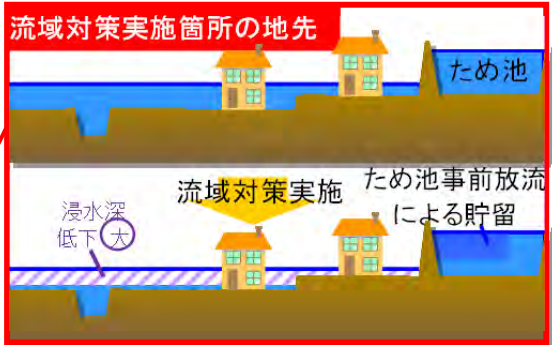 流域対策実施箇所の地先
ため池
流域対策実施
ため池事前放流
による貯留
浸水深
低下 大